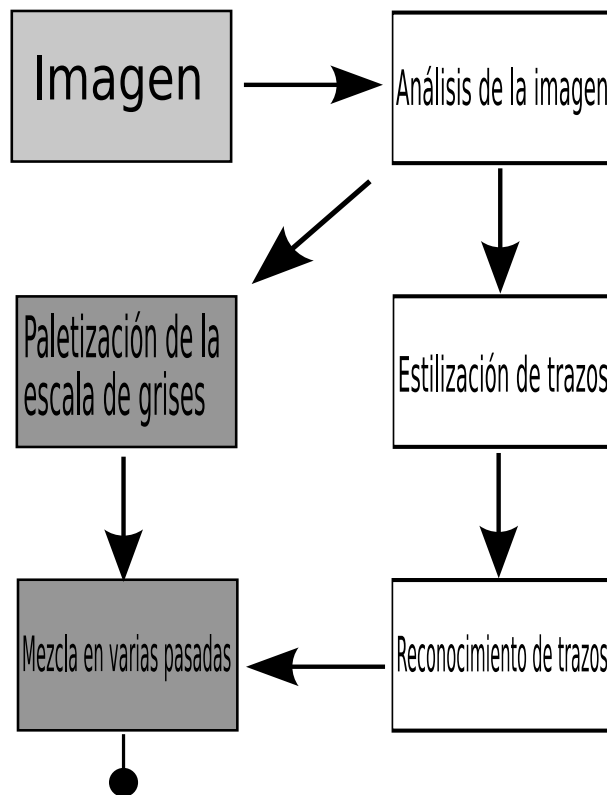 Imagen
Análisis de la imagen
Paletización de la
escala de grises
Estilización de trazos
Mezcla en varias pasadas
Reconocimiento de trazos